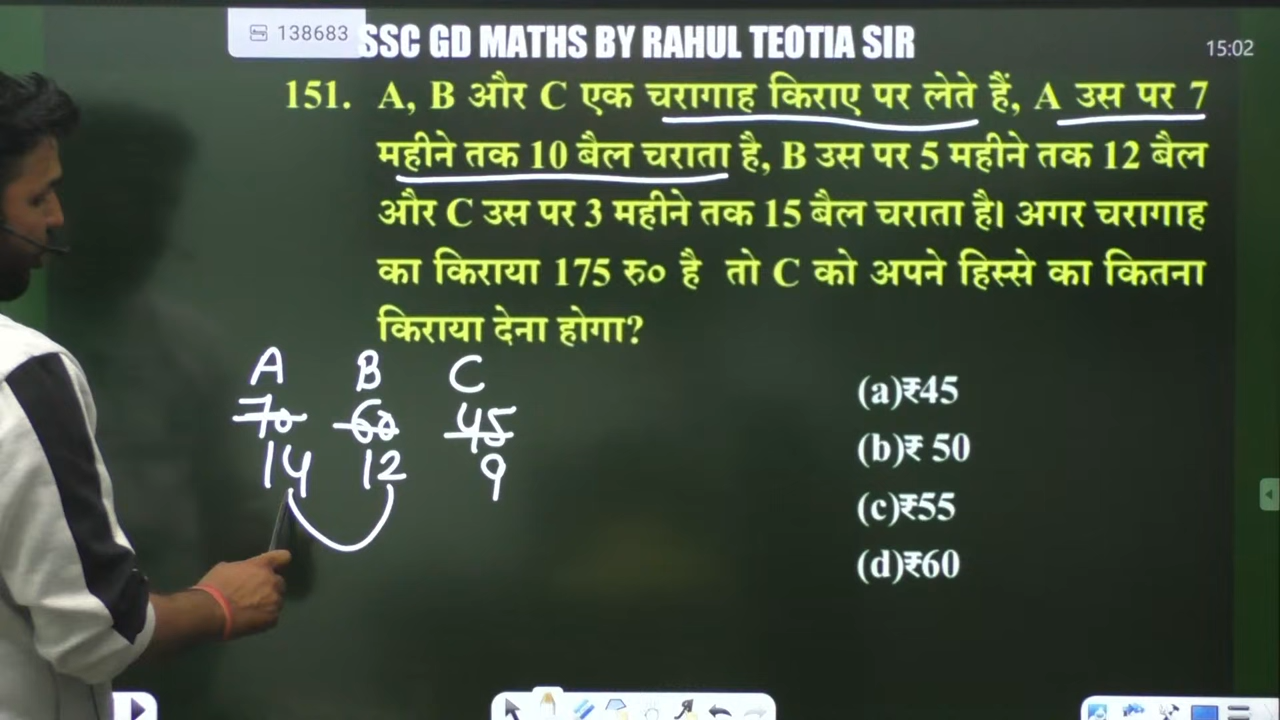 138683
SSC GD MATHS BY RAHUL TEOTIA SIR
15:02
151. A, B और C एक चरागाह किराए पर लेते हैं, A उस पर 7
महीने तक 10 बैल चराता है, B उस पर 5 महीने तक 12 बैल
और C उस पर 3 महीने तक 15 बैल चराता है। अगर चरागाह
का किराया 175 रु० है तो C को अपने हिस्से का कितना
किराया देना होगा?
A B C
70 60 45
14 12 9
(a)₹45
(b)₹ 50
(c)₹55
(d)₹60